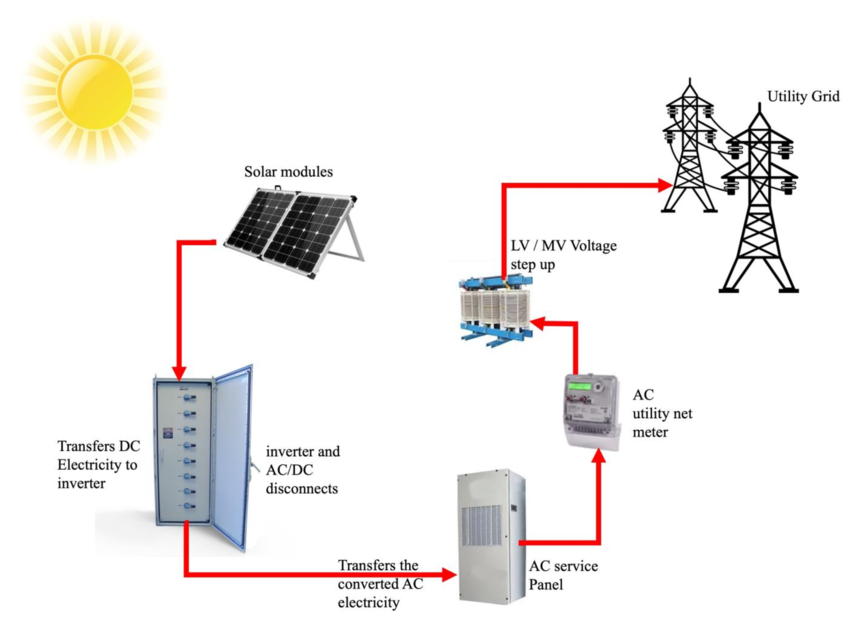 Utility Grid
Solar modules
LV / MV Voltage
step up
AC
utility net
meter
Transfers DC
Electricity to
inverter
inverter and
AC/DC
disconnects
Transfers the
converted AC
electricity
AC service
Panel